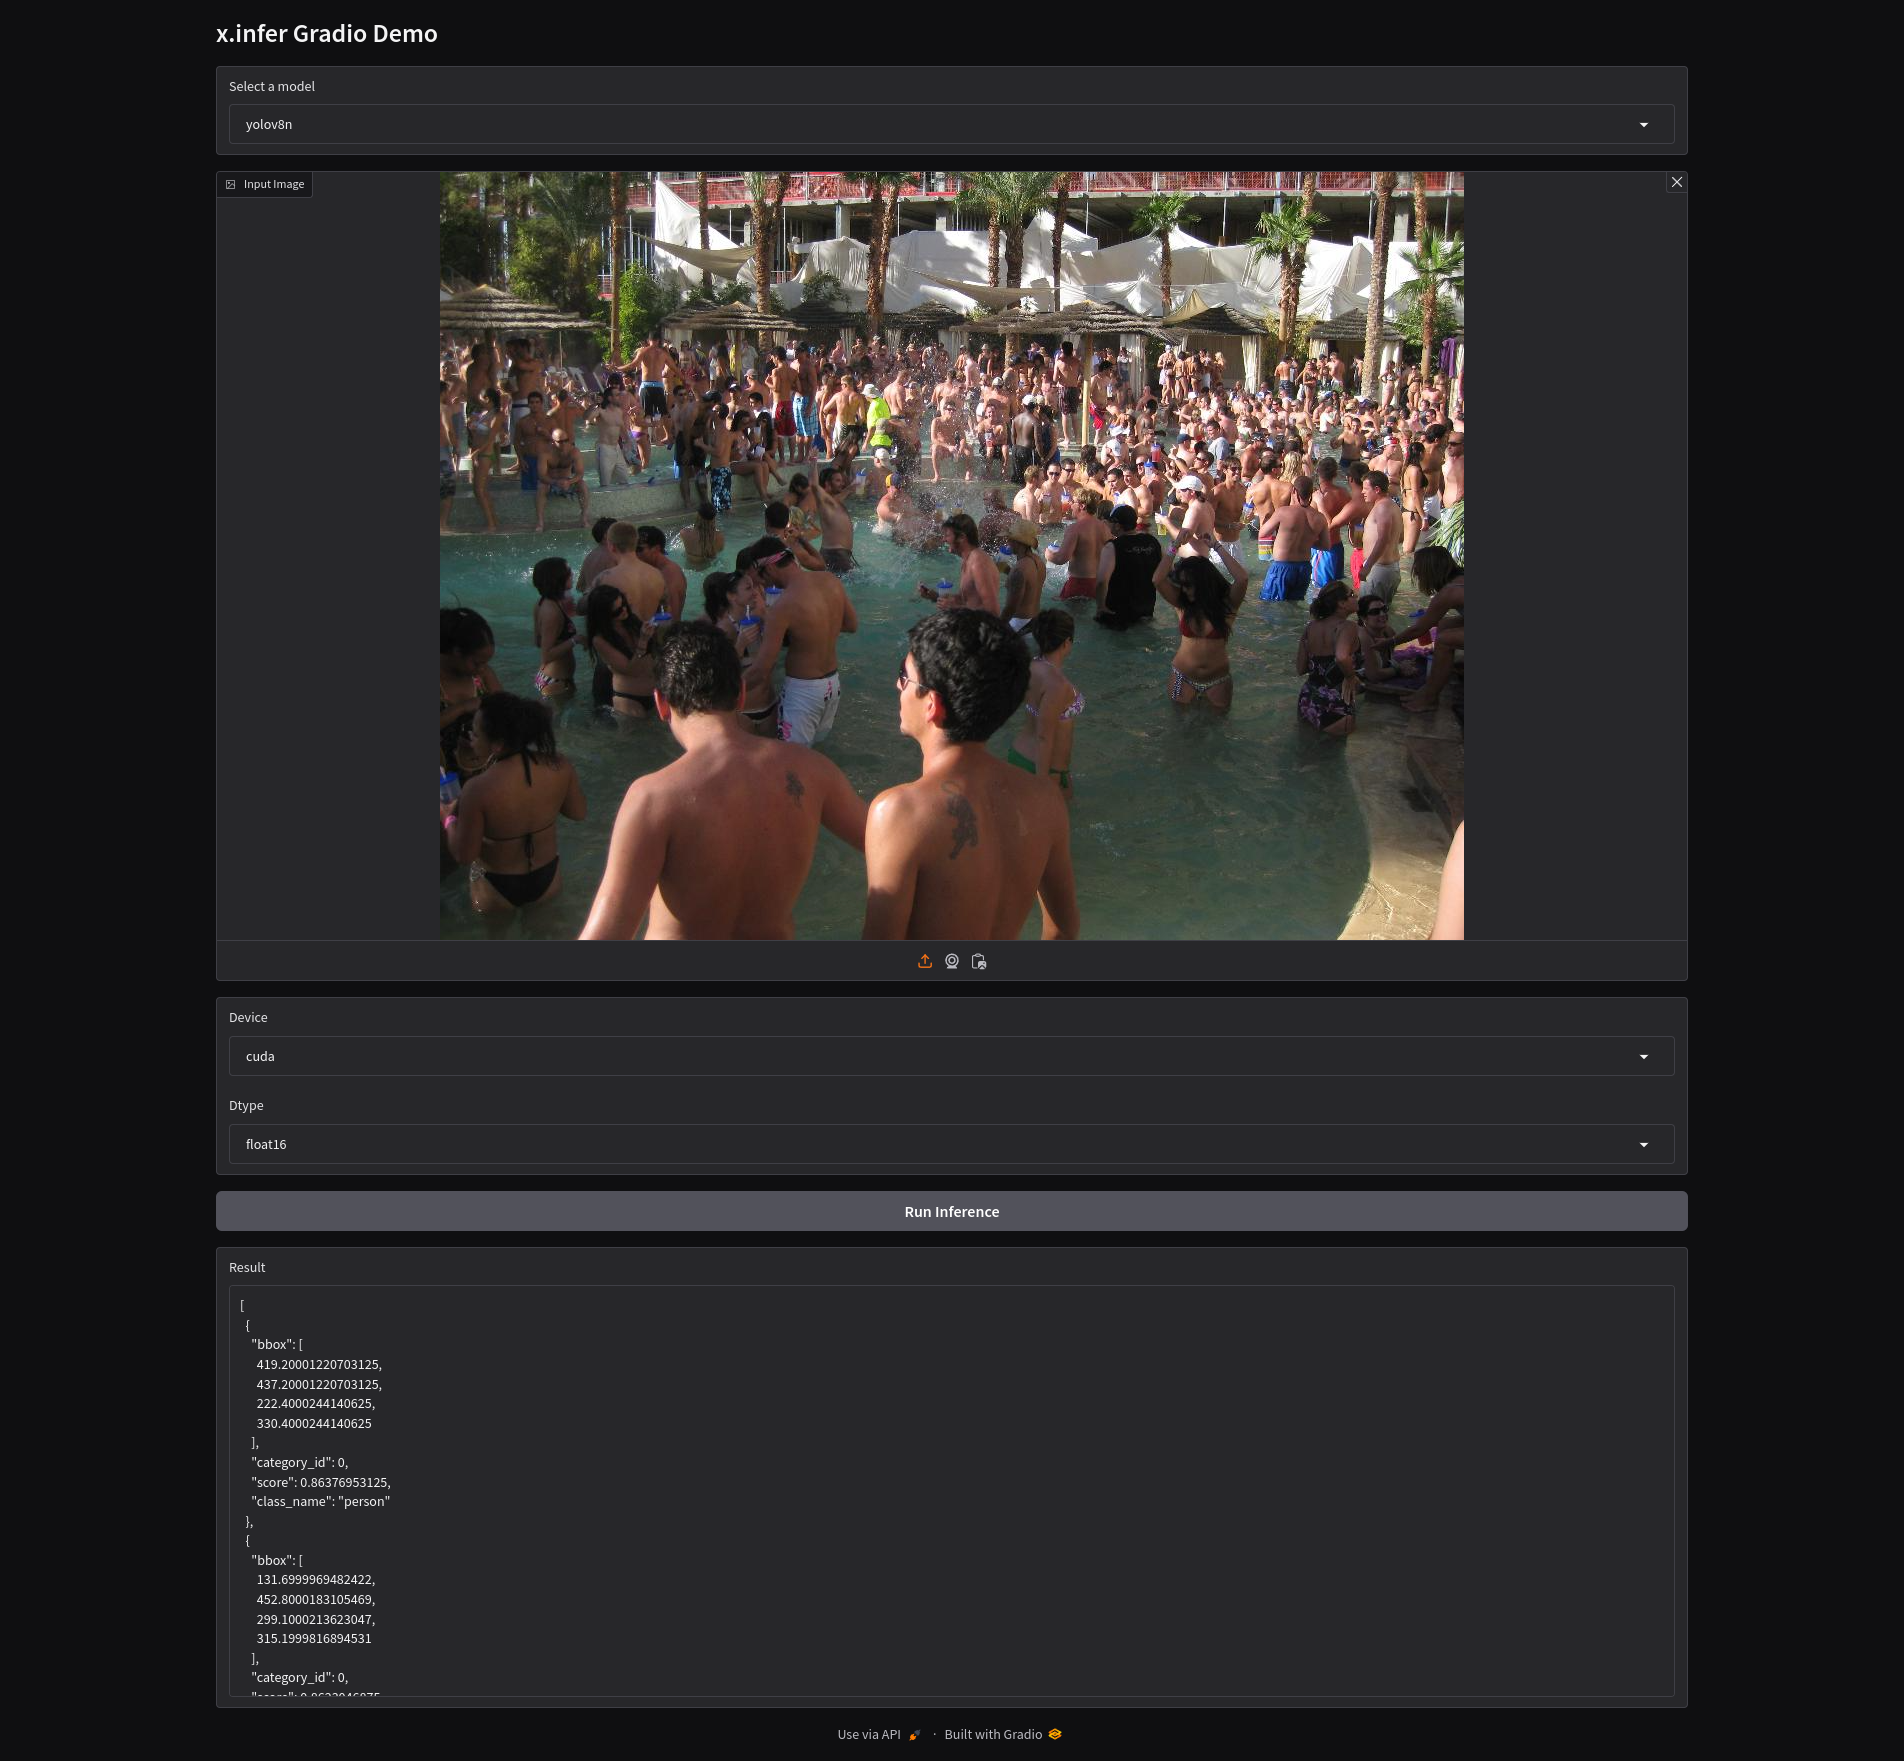 x.infer Gradio Demo
Select a model
yolov8n
Input Image
Device
cuda
Dtype
float16
Run Inference
Result
[
{
"bbox": [
419.20001220703125,
437.20001220703125,
222.4000244140625,
330.4000244140625
],
"category_id": 0,
"score": 0.86376953125,
"class_name": "person"
},
{
"bbox": [
131.6999969482422,
452.8000183105469,
299.1000213623047,
315.1999816894531
],
"category_id": 0,
Use via API · Built with Gradio